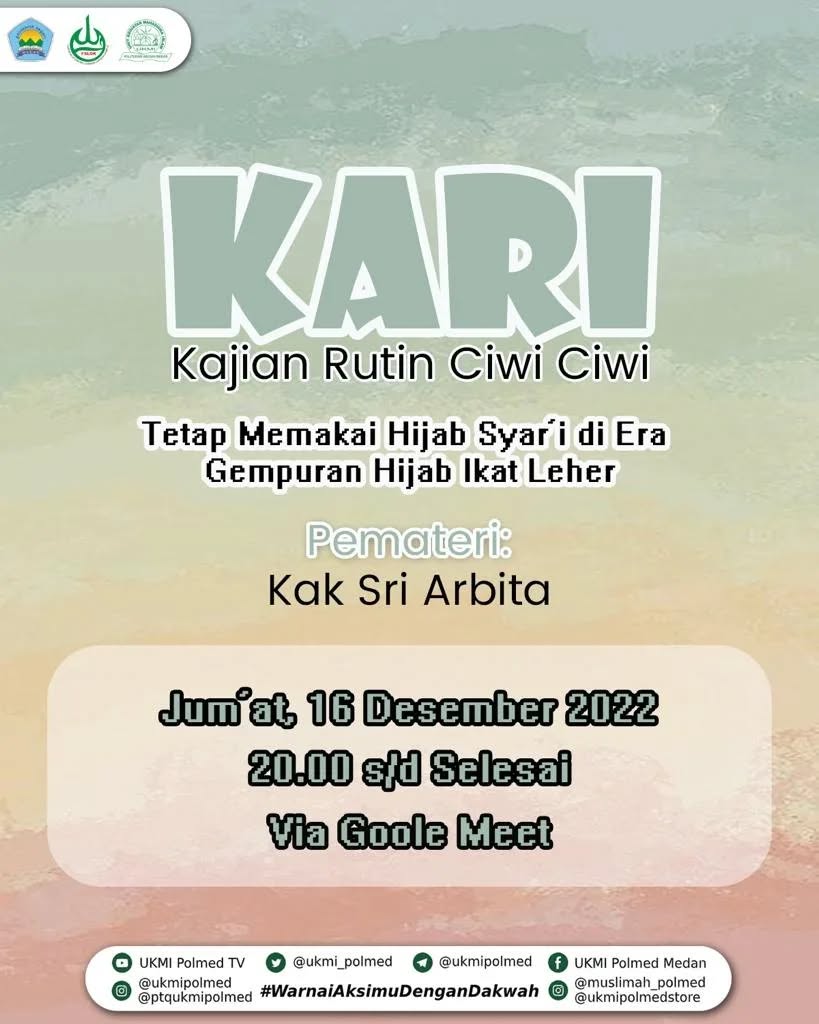 KARI
Kajian Rutin Ciwi Ciwi
Tetap Memakai Hijab Syar´i di Era
Gempuran Hijab Ikat Leher
Pemateri:
Kak Sri Arbita
Jum´at, 16 Desember 2022
20.00 s/d Selesai
Via Goole Meet
UKMI Polmed TV
@ukmi_polmed
@ukmipolmed
UKMI Polmed Medan
@ukmipolmed
@ptqukmipolmed
#WarnaiAksimuDenganDakwah
@muslimah_polmed
@ukmipolmedstore